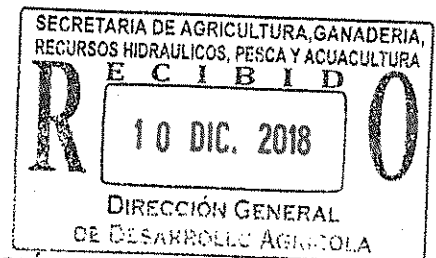 SECRETARIA DE AGRICULTURA, GANADERIA,
RECURSOS HIDRAULICOS, PESCA Y ACUACULTURA
R E C I B I D O
10 DIC. 2018
DIRECCIÓN GENERAL
DE DESARROLLO AGRICOLA